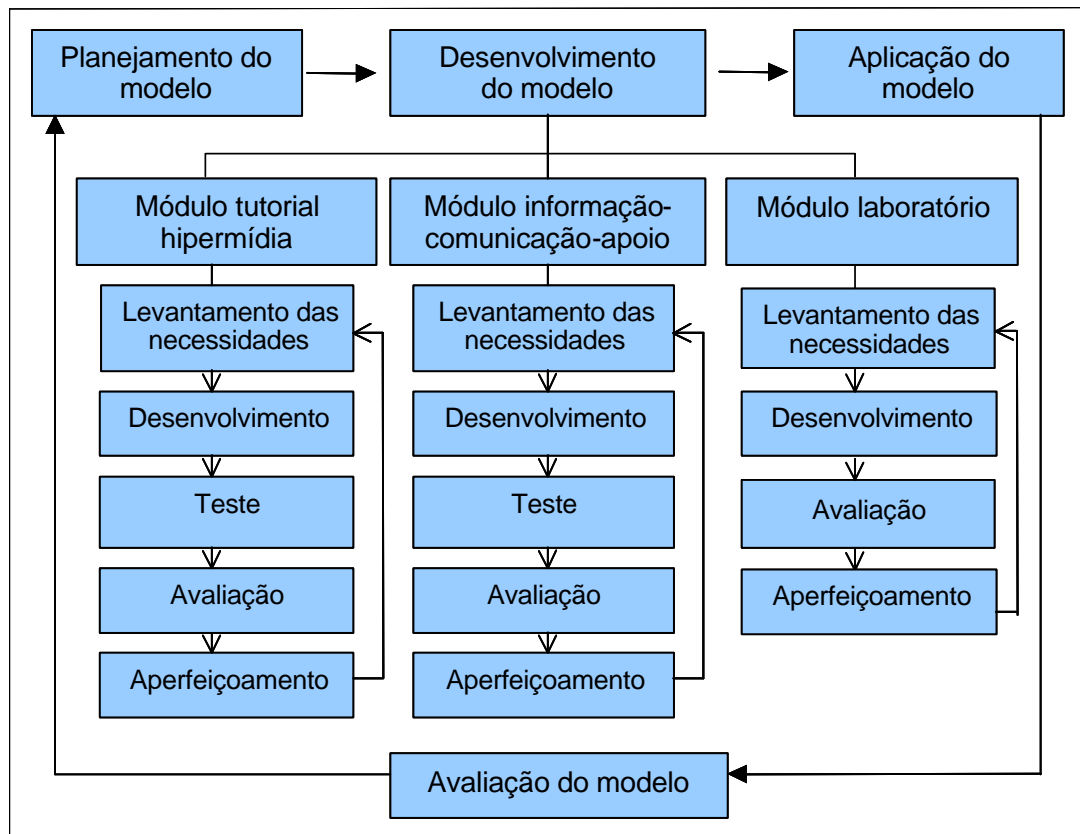 Planejamento do
modelo
Desenvolvimento
do modelo
Aplicação do
modelo
Módulo tutorial
hipermídia
Módulo informação-
comunicação-apoio
Módulo laboratório
Levantamento das
necessidades
Desenvolvimento
Teste
Avaliação
Aperfeiçoamento
Levantamento das
necessidades
Desenvolvimento
Teste
Avaliação
Aperfeiçoamento
Levantamento das
necessidades
Desenvolvimento
Avaliação
Aperfeiçoamento
Avaliação do modelo